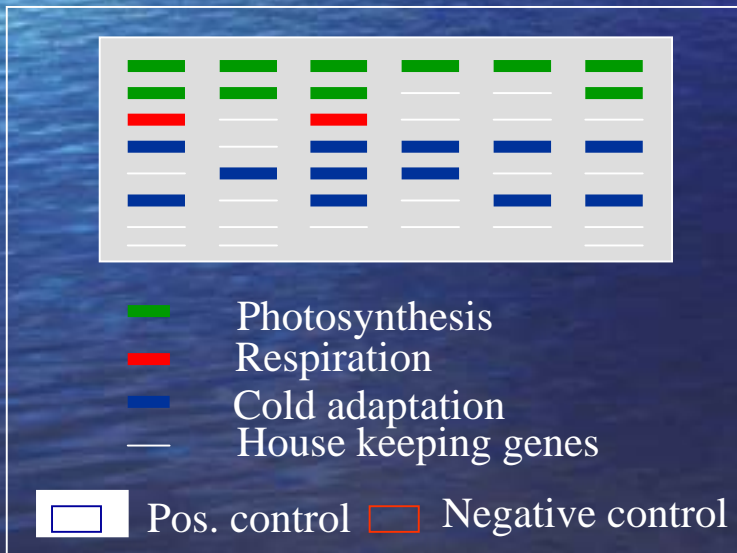 Photosynthesis
Respiration
Cold adaptation
House keeping genes
Pos. control Negative control